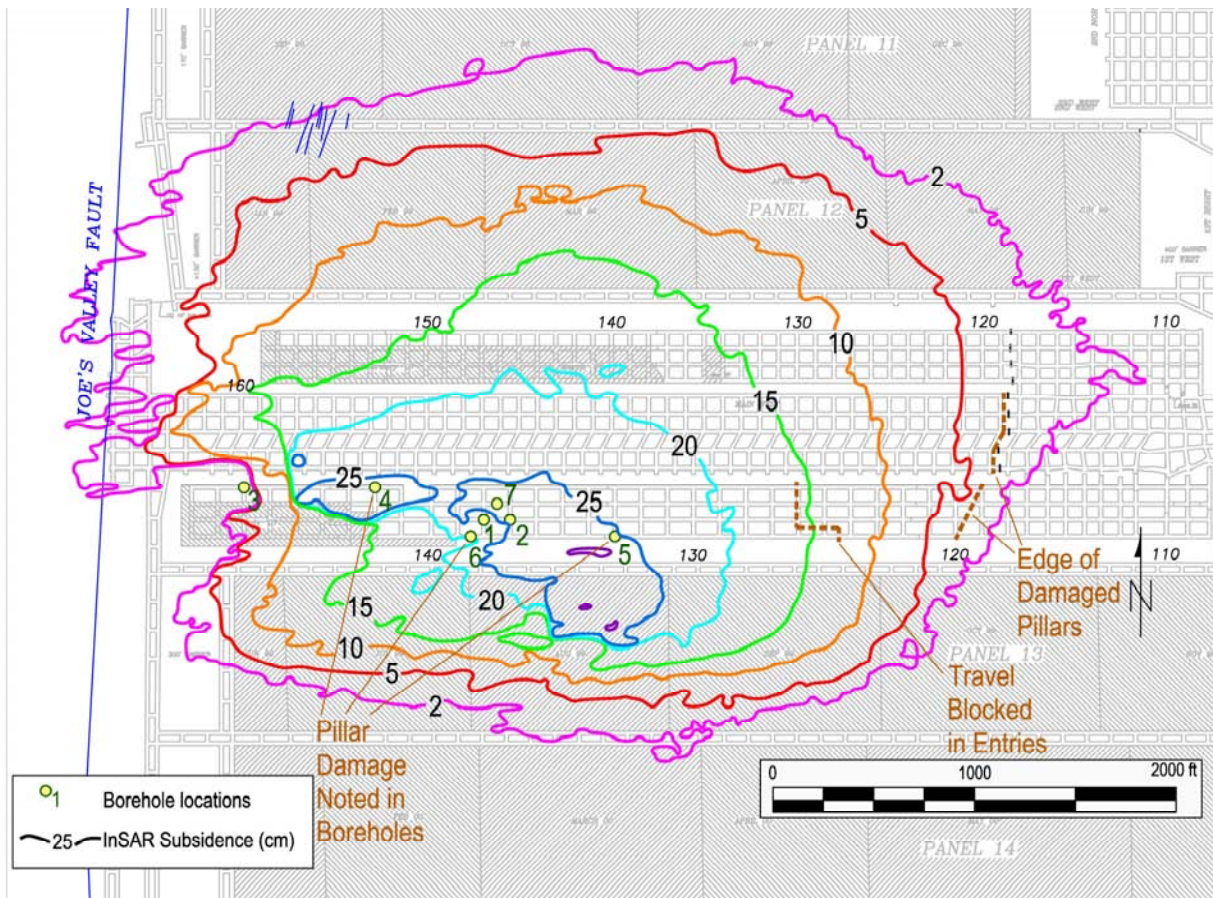 PANEL 11
2
PANEL 12
5
JOE'S VALLEY FAULT
150
140
130
120
110
10
160
15
20
25
25
3
4
7
1
2
5
6
140
130
120
110
20
15
10
5
2
Edge of
Damaged
Pillars
N
PANEL 13
Travel
Blocked
in Entries
Pillar
Damage
Noted in
Boreholes
0 1000 2000 ft
1 Borehole locations
25 InSAR Subsidence (cm)
PANEL 14